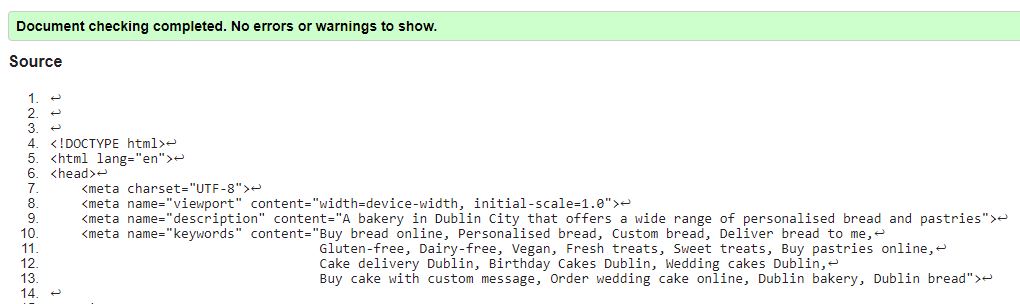 Document checking completed. No errors or warnings to show.
Source
1. ↩
2. ↩
3. ↩
4. <!DOCTYPE html>↩
5. <html lang="en">↩
6. <head>↩
7.     <meta charset="UTF-8">↩
8.     <meta name="viewport" content="width=device-width, initial-scale=1.0">↩
9.     <meta name="description" content="A bakery in Dublin City that offers a wide range of personalised bread and pastries">↩
10.     <meta name="keywords" content="Buy bread online, Personalised bread, Custom bread, Deliver bread to me,↩
11.                                    Gluten-free, Dairy-free, Vegan, Fresh treats, Sweet treats, Buy pastries online,↩
12.                                    Cake delivery Dublin, Birthday Cakes Dublin, Wedding cakes Dublin,↩
13.                                    Buy cake with custom message, Order wedding cake online, Dublin bakery, Dublin bread">↩
14. ↩